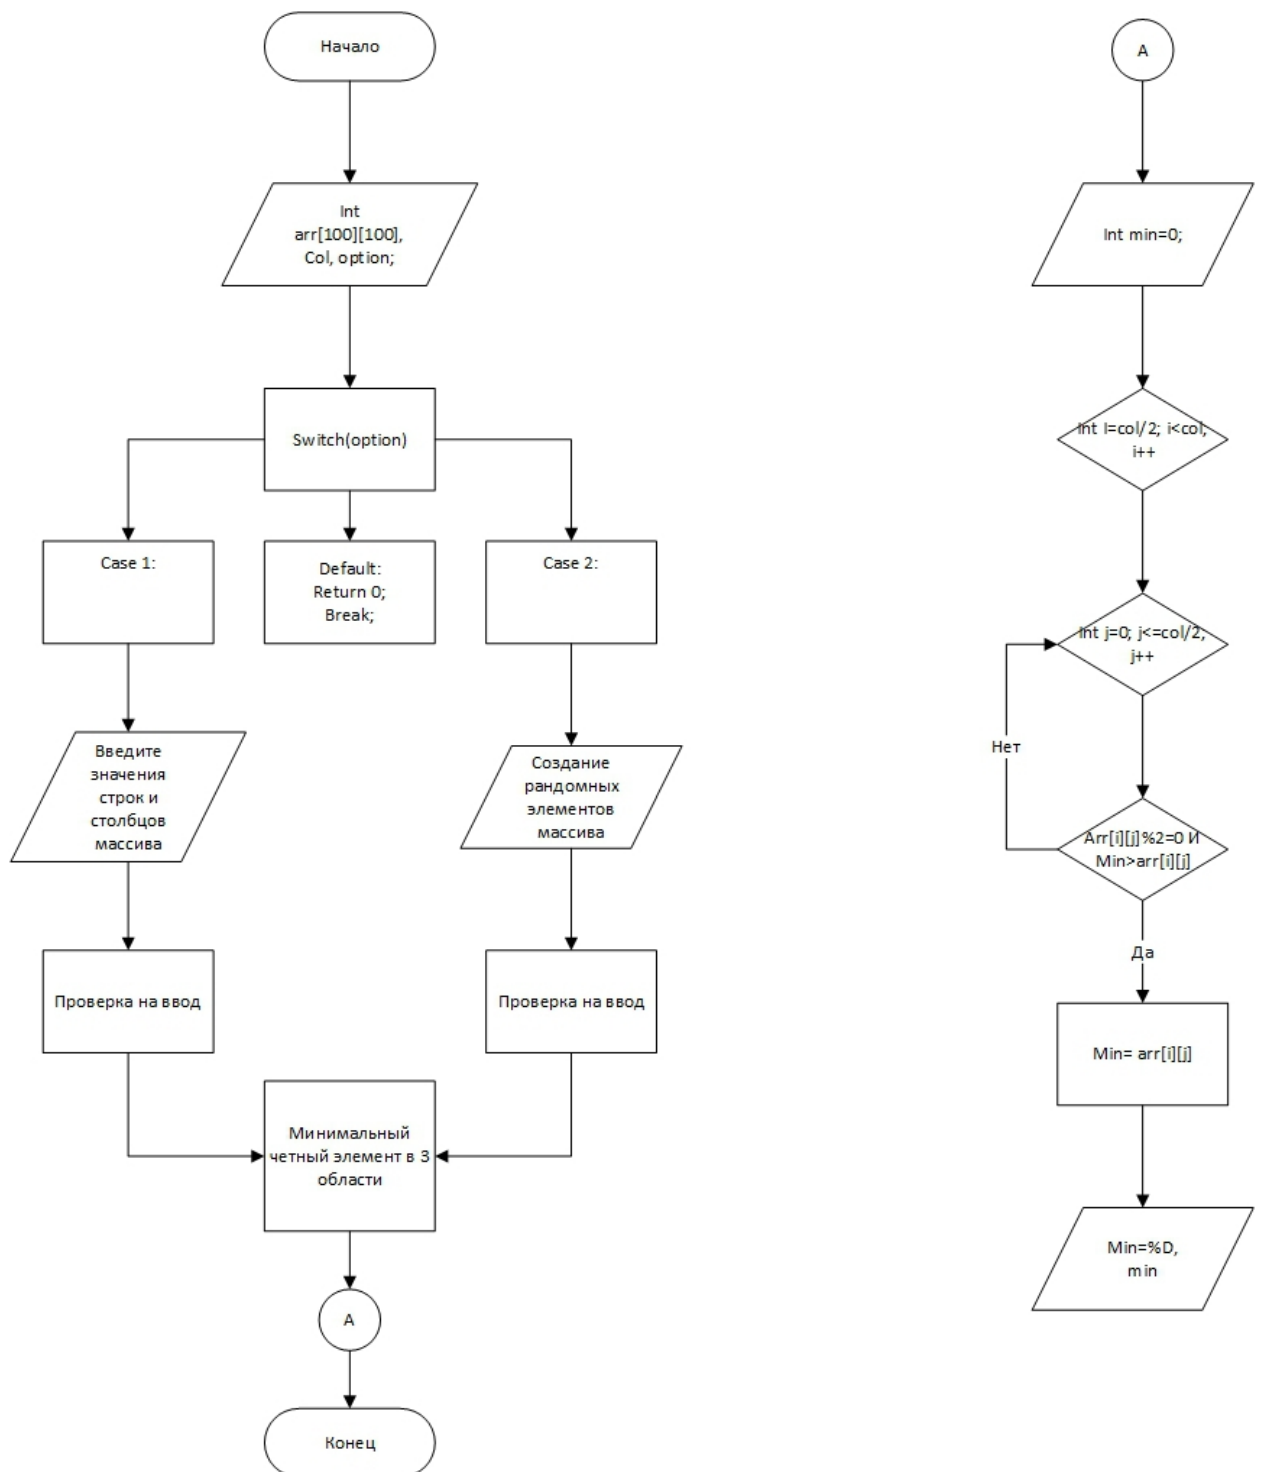 Начало
Int
arr[100][100],
Col, option;
Switch(option)
Case 1:
Default:
Return 0;
Break;
Case 2:
Введите
значения
строк и
столбцов
массива
Создание
рандомных
элементов
массива
Проверка на ввод
Проверка на ввод
Минимальный
четный элемент в 3
области
A
Конец
A
Int min=0;
Int I=col/2; i<col,
i++
Int j=0; j<=col/2,
j++
Нет
Arr[i][j]%2=0 И
Min>arr[i][j]
Да
Min= arr[i][j]
Min=%D,
min